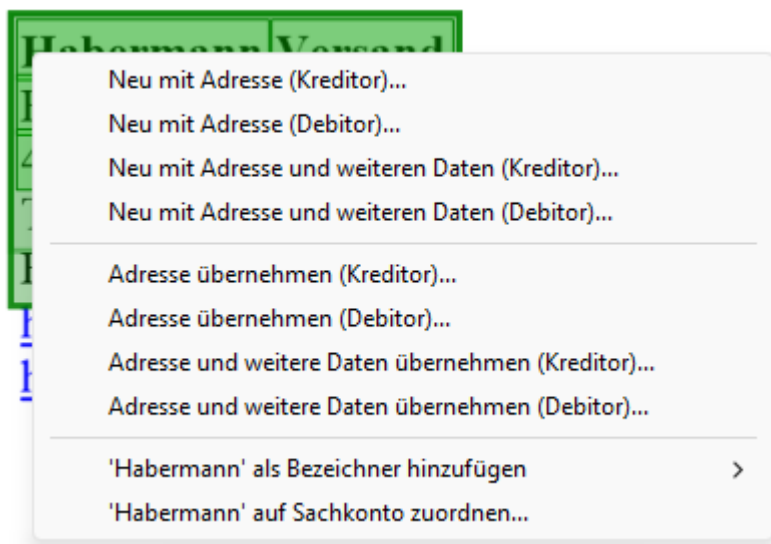 Habermann Versand
Neu mit Adresse (Kreditor)...
Neu mit Adresse (Debitor)...
Neu mit Adresse und weiteren Daten (Kreditor)...
Neu mit Adresse und weiteren Daten (Debitor)...
Adresse übernehmen (Kreditor)...
Adresse übernehmen (Debitor)...
Adresse und weitere Daten übernehmen (Kreditor)...
Adresse und weitere Daten übernehmen (Debitor)...
'Habermann' als Bezeichner hinzufügen
'Habermann' auf Sachkonto zuordnen...